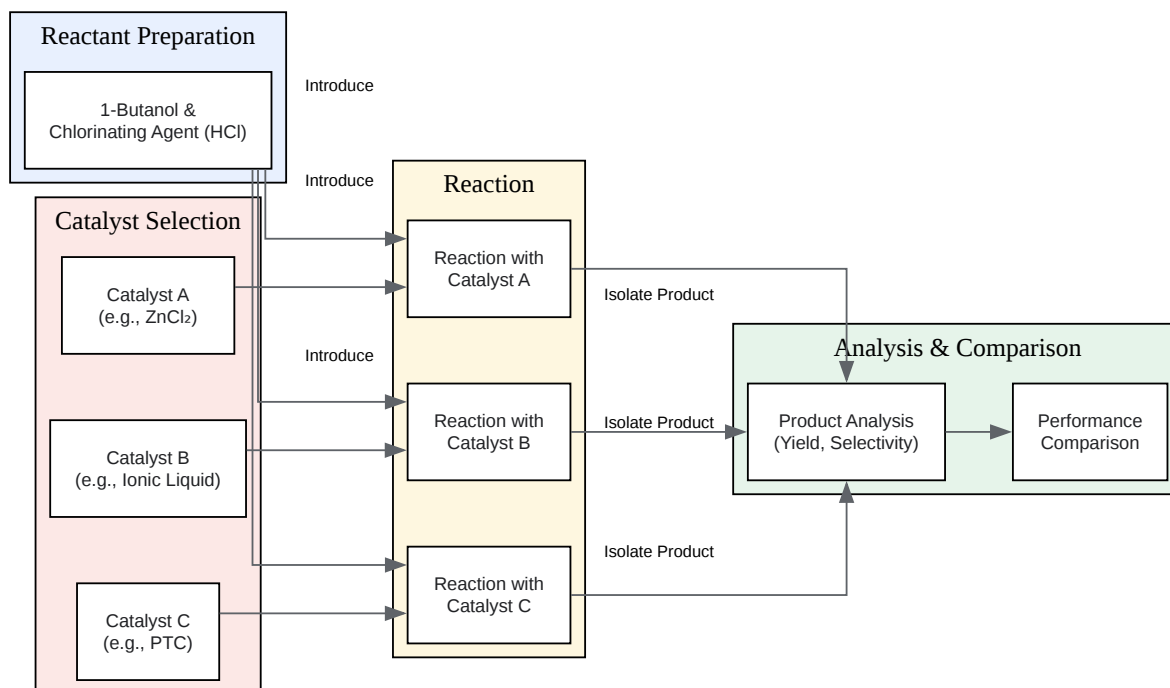 Reactant Preparation
1-Butanol &
Chlorinating Agent (HCl)
Introduce
Introduce
Introduce
Catalyst Selection
Catalyst A
(e.g., ZnCl₂)
Catalyst B
(e.g., Ionic Liquid)
Catalyst C
(e.g., PTC)
Reaction
Reaction with
Catalyst A
Reaction with
Catalyst B
Reaction with
Catalyst C
Isolate Product
Isolate Product
Isolate Product
Analysis & Comparison
Product Analysis
(Yield, Selectivity)
Performance
Comparison